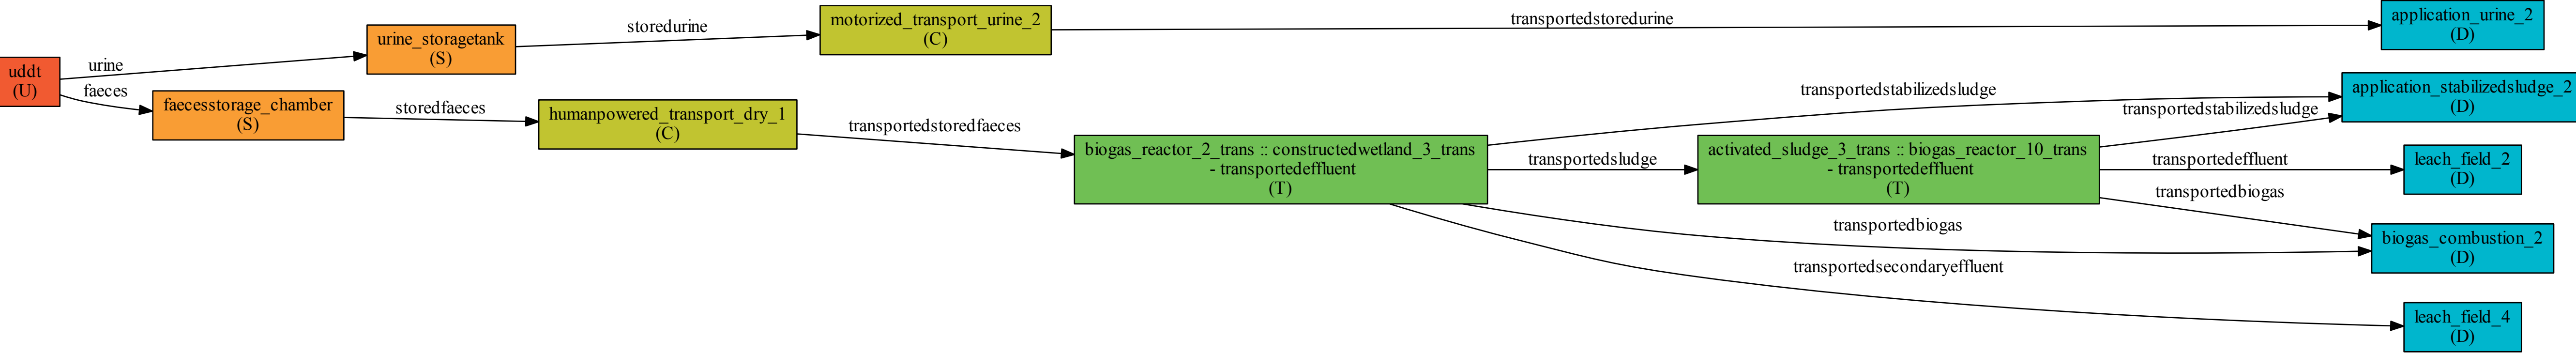 uddt
(U)
urine
faeces
urine_storagetank
(S)
faecesstorage_chamber
(S)
storedurine
storedfaeces
motorized_transport_urine_2
(C)
humanpowered_transport_dry_1
(C)
transportedstoredurine
transportedstoredfaeces
biogas_reactor_2_trans :: constructedwetland_3_trans
- transportedeffluent
(T)
transportedstabilizedsludge
transportedsludge
transportedbiogas
transportedsecondaryeffluent
activated_sludge_3_trans :: biogas_reactor_10_trans
- transportedeffluent
(T)
transportedstabilizedsludge
transportedeffluent
transportedbiogas
application_urine_2
(D)
application_stabilizedsludge_2
(D)
leach_field_2
(D)
biogas_combustion_2
(D)
leach_field_4
(D)